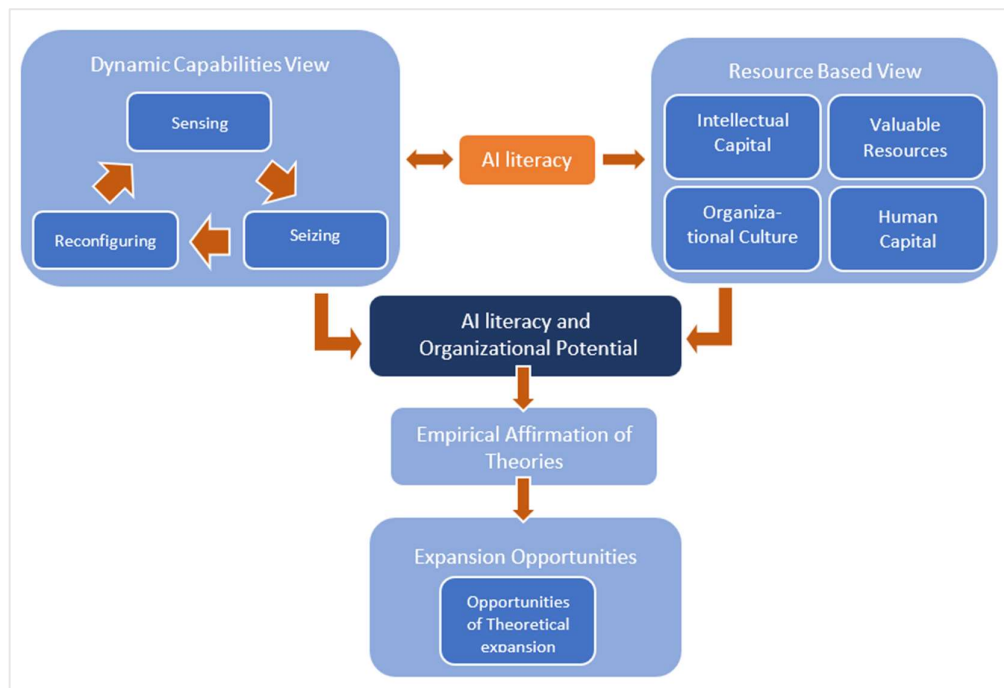 Dynamic Capabilities View
Sensing
Reconfiguring
Seizing
AI literacy
Resource Based View
Intellectual
Capital
Valuable
Resources
Organiza-
tional Culture
Human
Capital
AI literacy and
Organizational Potential
Empirical Affirmation of
Theories
Expansion Opportunities
Opportunities
of Theoretical
expansion